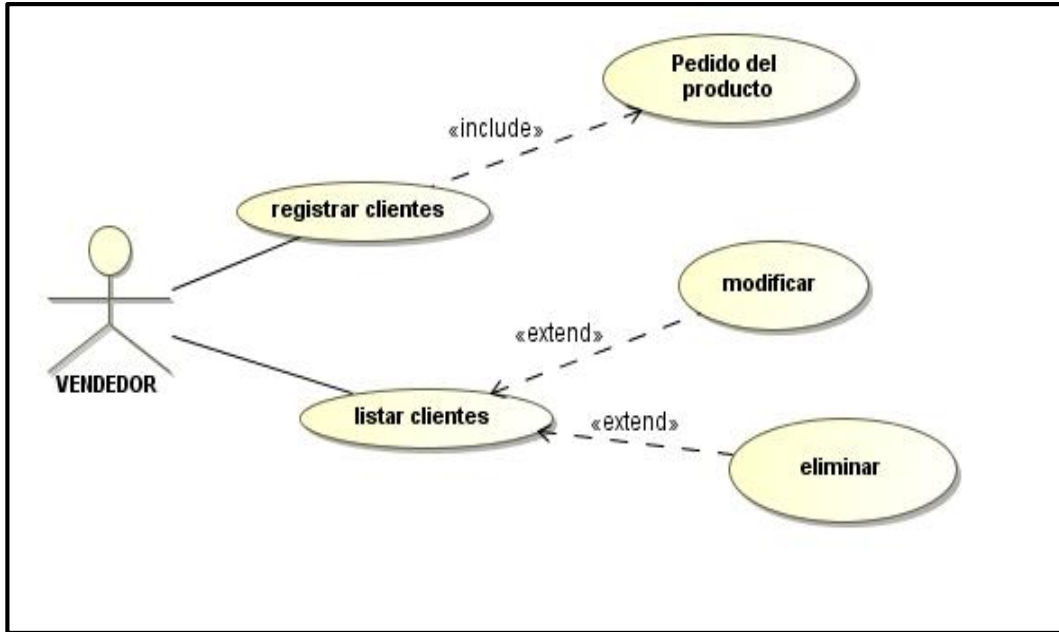 Pedido del
producto
«include»
registrar clientes
modificar
«extend»
VENDEDOR
listar clientes
«extend»
eliminar